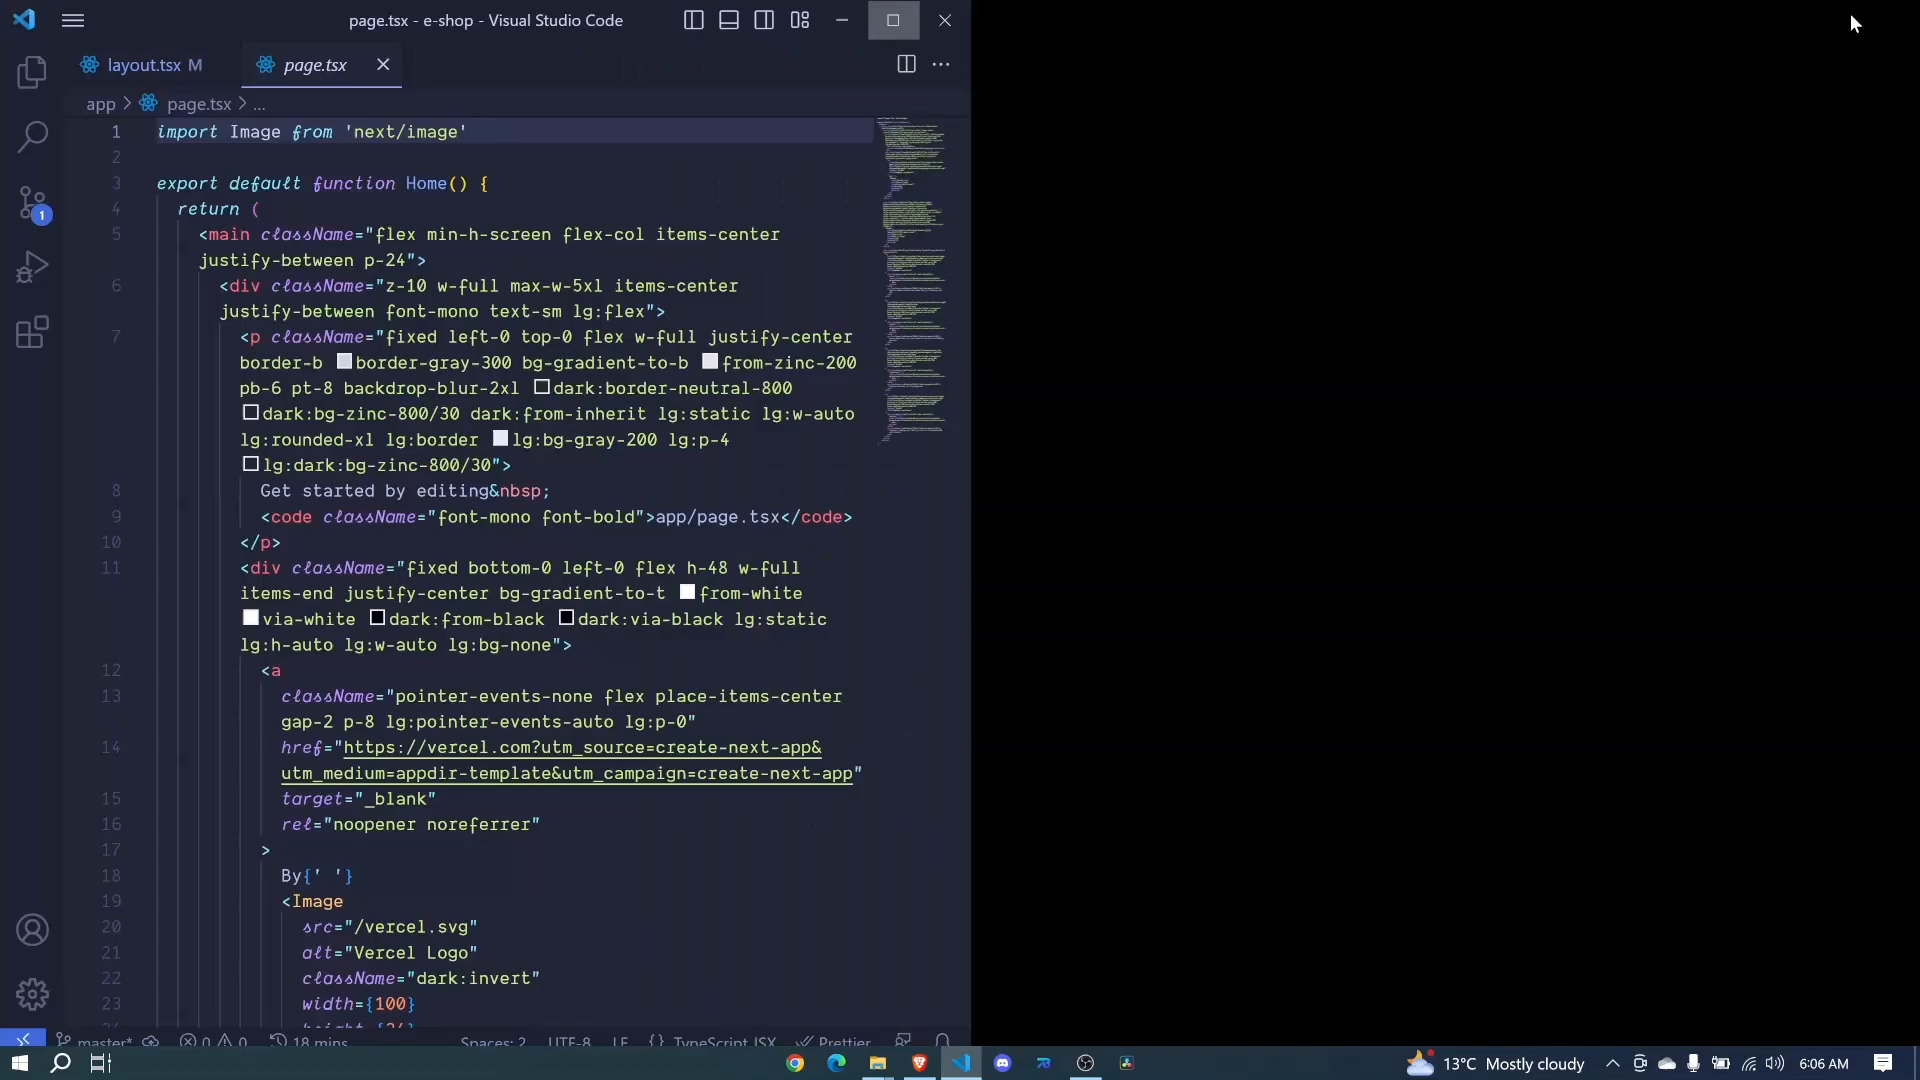 page.tsx - e-shop - Visual Studio Code
layout.tsx M
page.tsx
app > page.tsx > ...
1 import Image from 'next/image'
2
3 export default function Home() {
4 return (
5 <main className="flex min-h-screen flex-col items-center
justify-between p-24">
6 <div className="z-10 w-full max-w-5xl items-center
justify-between font-mono text-sm lg:flex">
7 <p className="fixed left-0 top-0 flex w-full justify-center
border-b border-gray-300 bg-gradient-to-b from-zinc-200
pb-6 pt-8 backdrop-blur-2xl dark:border-neutral-800
dark:bg-zinc-800/30 dark:from-inherit lg:static lg:w-auto
lg:rounded-xl lg:border lg:bg-gray-200 lg:p-4
lg:dark:bg-zinc-800/30">
8 Get started by editing&nbsp;
9 <code className="font-mono font-bold">app/page.tsx</code>
10 </p>
11 <div className="fixed bottom-0 left-0 flex h-48 w-full
items-end justify-center bg-gradient-to-t from-white
via-white dark:from-black dark:via-black lg:static
lg:h-auto lg:w-auto lg:bg-none">
12 <a
13 className="pointer-events-none flex place-items-center
gap-2 p-8 lg:pointer-events-auto lg:p-0"
14 href="https://vercel.com?utm_source=create-next-app&
utm_medium=appdir-template&utm_campaign=create-next-app"
15 target="_blank"
16 rel="noopener noreferrer"
17 >
18 By{' '}
19 <Image
20 src="/vercel.svg"
21 alt="Vercel Logo"
22 className="dark:invert"
23 width={100}
24 height={24}
master* 0 0 18 mins Spaces: 2 UTF-8 LF {} TypeScript JSX Prettier
13°C Mostly cloudy 6:06 AM
1